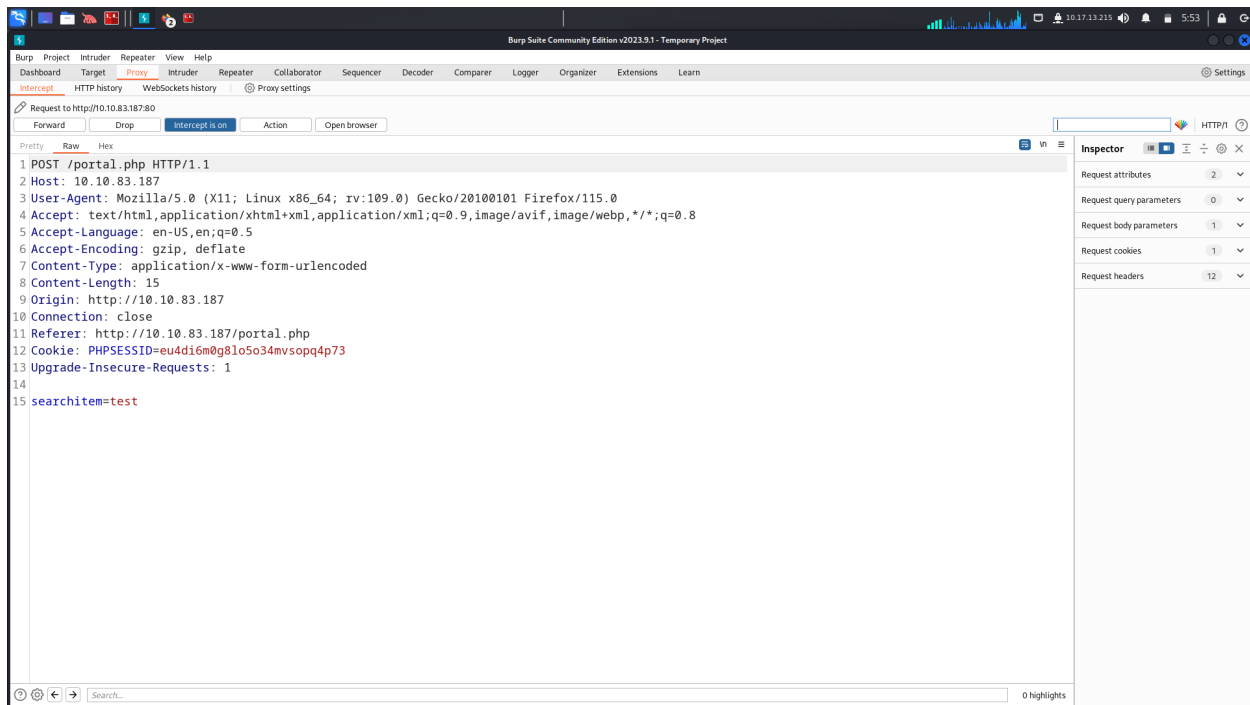 10.17.13.215 5:53
Burp Suite Community Edition v2023.9.1 - Temporary Project
Burp Project Intruder Repeater View Help
Dashboard Target Proxy Intruder Repeater Collaborator Sequencer Decoder Comparer Logger Organizer Extensions Learn Settings
Intercept HTTP history WebSockets history Proxy settings
Request to http://10.10.83.187:80
Forward Drop Intercept is on Action Open browser HTTP/1
Pretty Raw Hex \n
Inspector
1 POST /portal.php HTTP/1.1
2 Host: 10.10.83.187
3 User-Agent: Mozilla/5.0 (X11; Linux x86_64; rv:109.0) Gecko/20100101 Firefox/115.0
4 Accept: text/html,application/xhtml+xml,application/xml;q=0.9,image/avif,image/webp,*/*;q=0.8
5 Accept-Language: en-US,en;q=0.5
6 Accept-Encoding: gzip, deflate
7 Content-Type: application/x-www-form-urlencoded
8 Content-Length: 15
9 Origin: http://10.10.83.187
10 Connection: close
11 Referer: http://10.10.83.187/portal.php
12 Cookie: PHPSESSID=eu4di6m0g8lo5o34mvsopq4p73
13 Upgrade-Insecure-Requests: 1
14
15 searchitem=test
Request attributes 2
Request query parameters 0
Request body parameters 1
Request cookies 1
Request headers 12
Search... 0 highlights